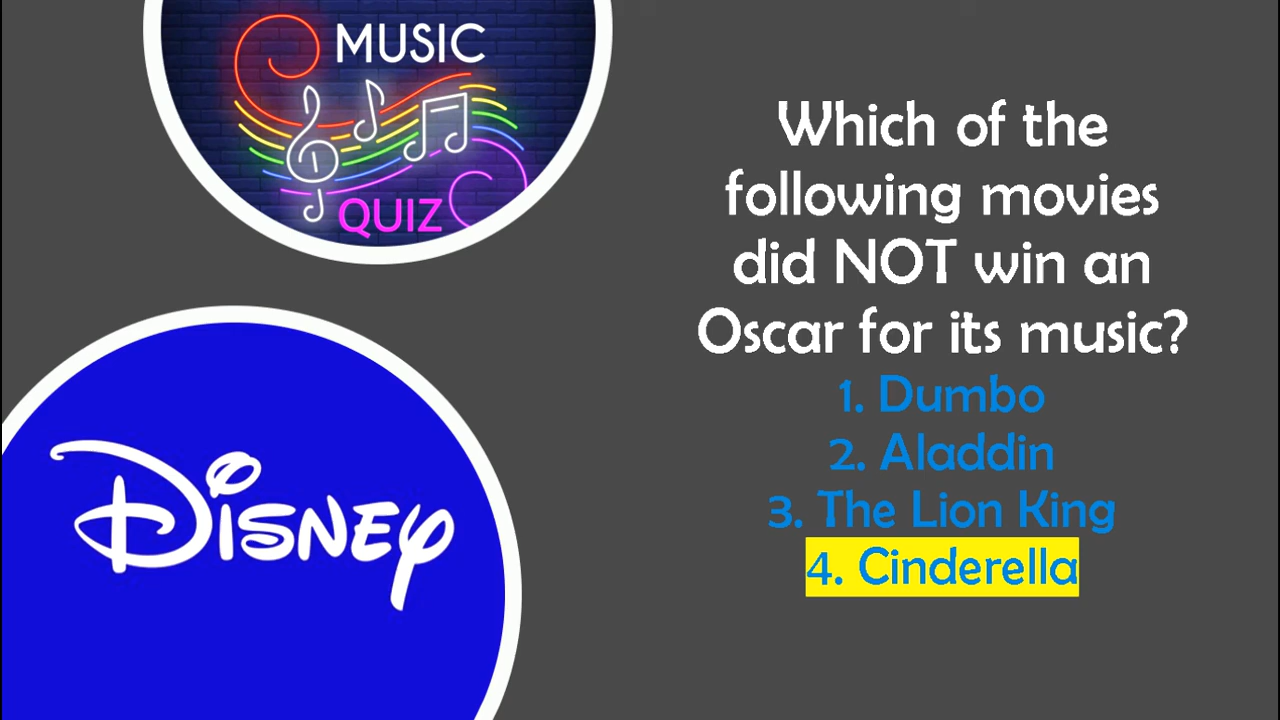 MUSIC
QUIZ
Which of the
following movies
did NOT win an
Oscar for its music?
1. Dumbo
2. Aladdin
3. The Lion King
4. Cinderella
Disney